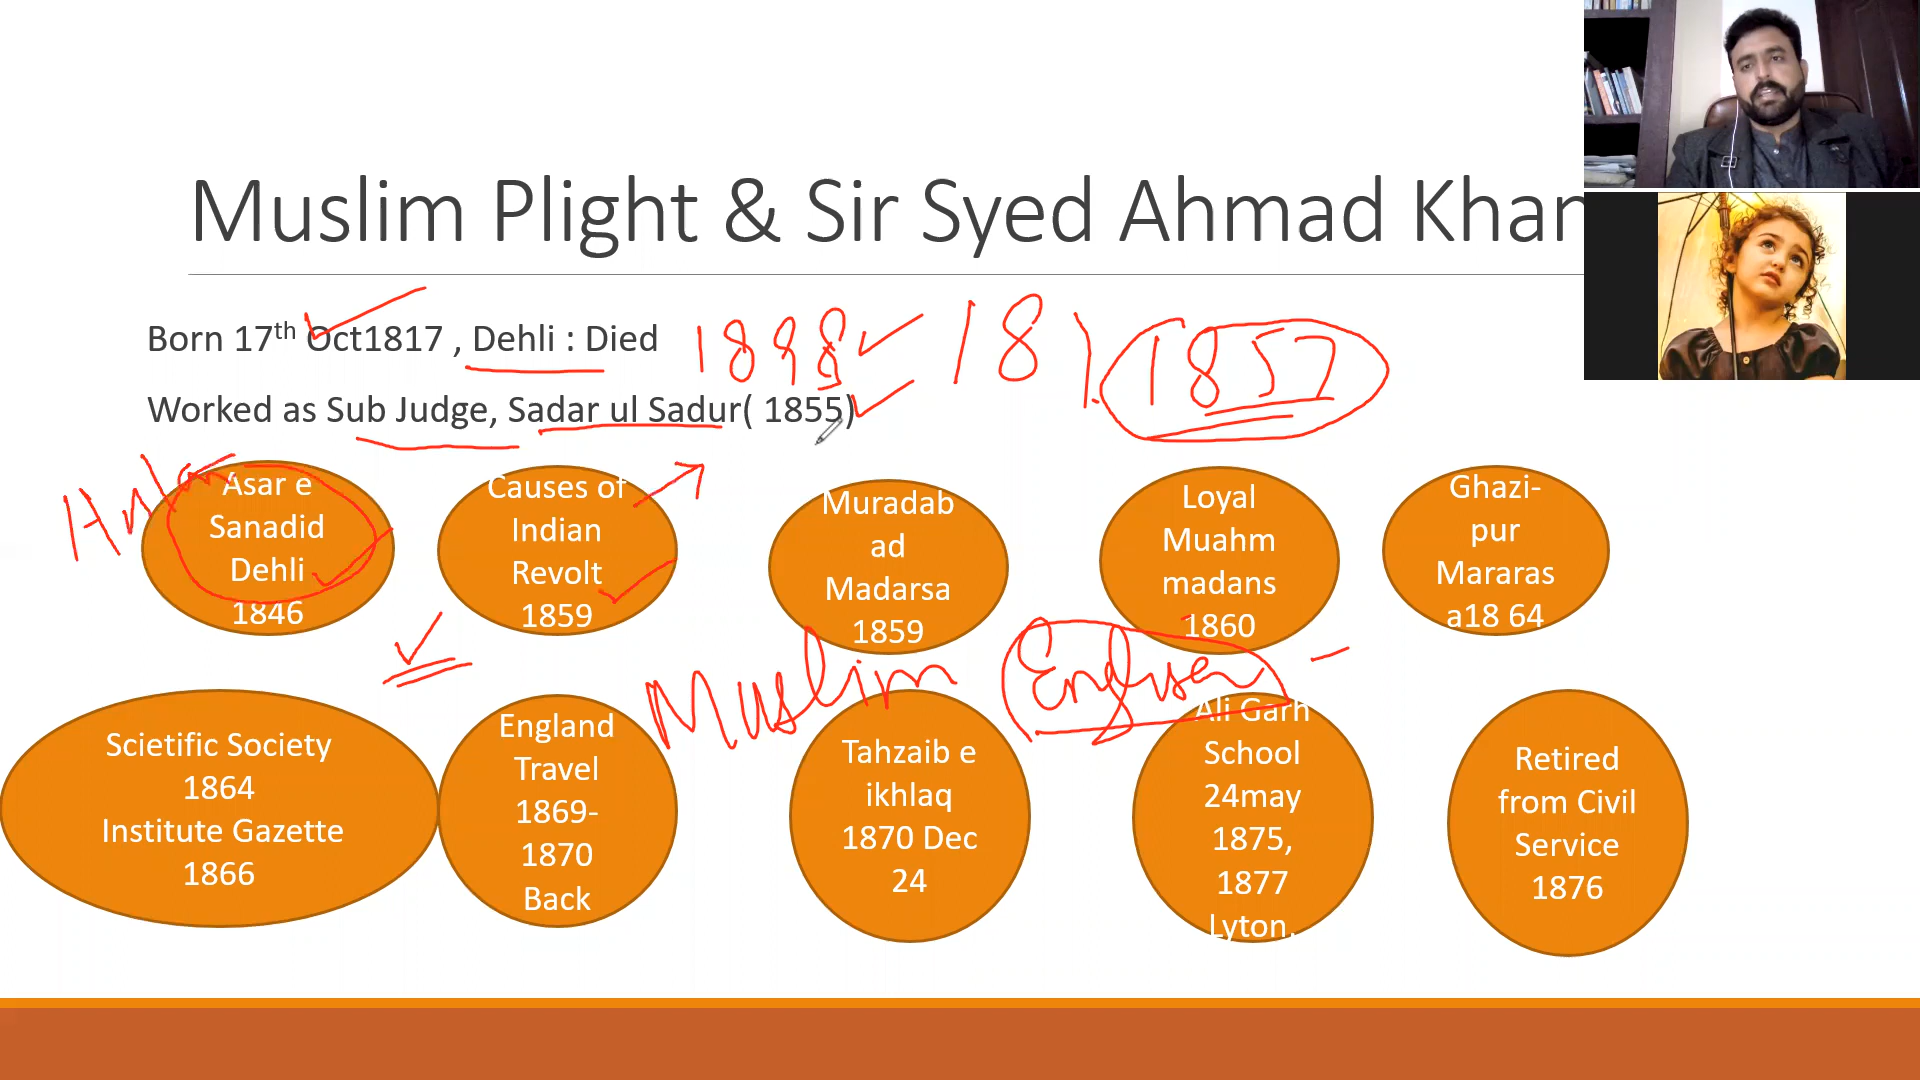 Muslim Plight & Sir Syed Ahmad Khan
Born 17th Oct1817 , Dehli : Died 1898 181
1857
Worked as Sub Judge, Sadar ul Sadur( 1855)
Asar e
Sanadid
Dehli
1846
Causes of
Indian
Revolt
1859
Muradab
ad
Madarsa
1859
Loyal
Muahm
madans
1860
Ghazi-
pur
Mararas
a18 64
Muslim
Scietific Society
1864
Institute Gazette
1866
England
Travel
1869-
1870
Back
Tahzaib e
ikhlaq
1870 Dec
24
Ali Garh
School
24may
1875,
1877
Lyton.
Retired
from Civil
Service
1876